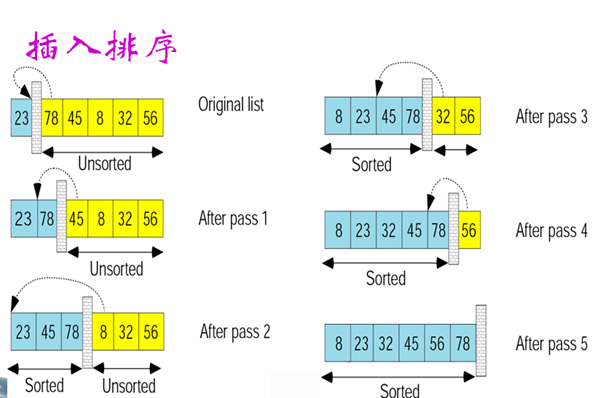 插入排序
23 78 45 8 32 56
Original list
Unsorted
23 78 45 8 32 56
After pass 1
Unsorted
23 45 78 8 32 56
After pass 2
Sorted
Unsorted
8 23 45 78 32 56
After pass 3
Sorted
8 23 32 45 78 56
After pass 4
Sorted
8 23 32 45 56 78
After pass 5
Sorted